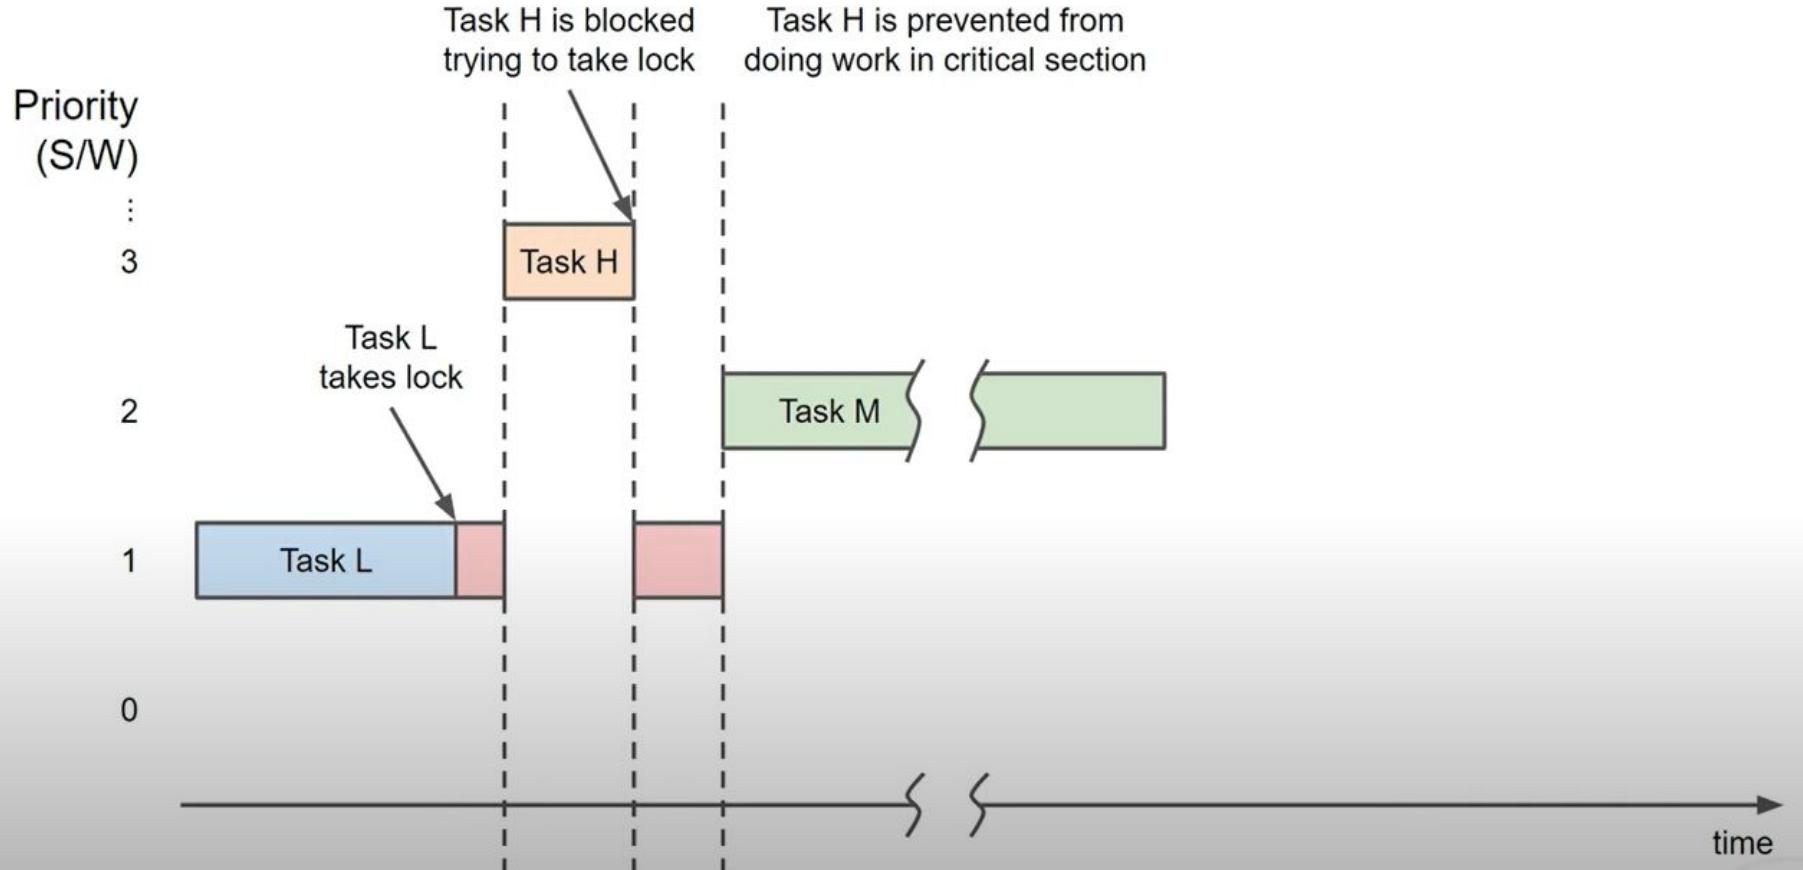 Task H is blocked
trying to take lock
Task H is prevented from
doing work in critical section
Priority
(S/W)
⋮
3
Task H
Task L
takes lock
2
Task M
1
Task L
0
time